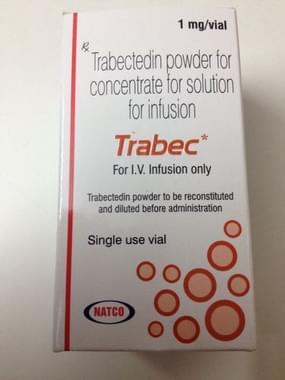 1 mg/vial
Rx
Trabectedin powder for
concentrate for solution
for infusion
Trabec*
For I.V. Infusion only
Trabectedin powder to be reconstituted
and diluted before administration
Single use vial
NATCO